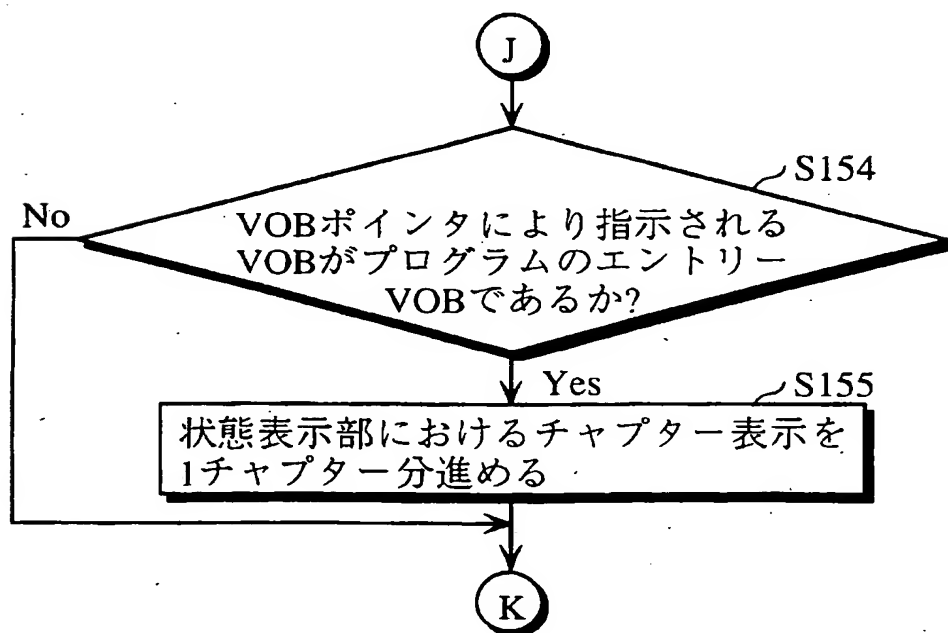 J
S154
No
VOBポインタにより指示される
VOBがプログラムのエントリー
VOBであるか?
Yes
S155
状態表示部におけるチャプター表示を
1チャプター分進める
K